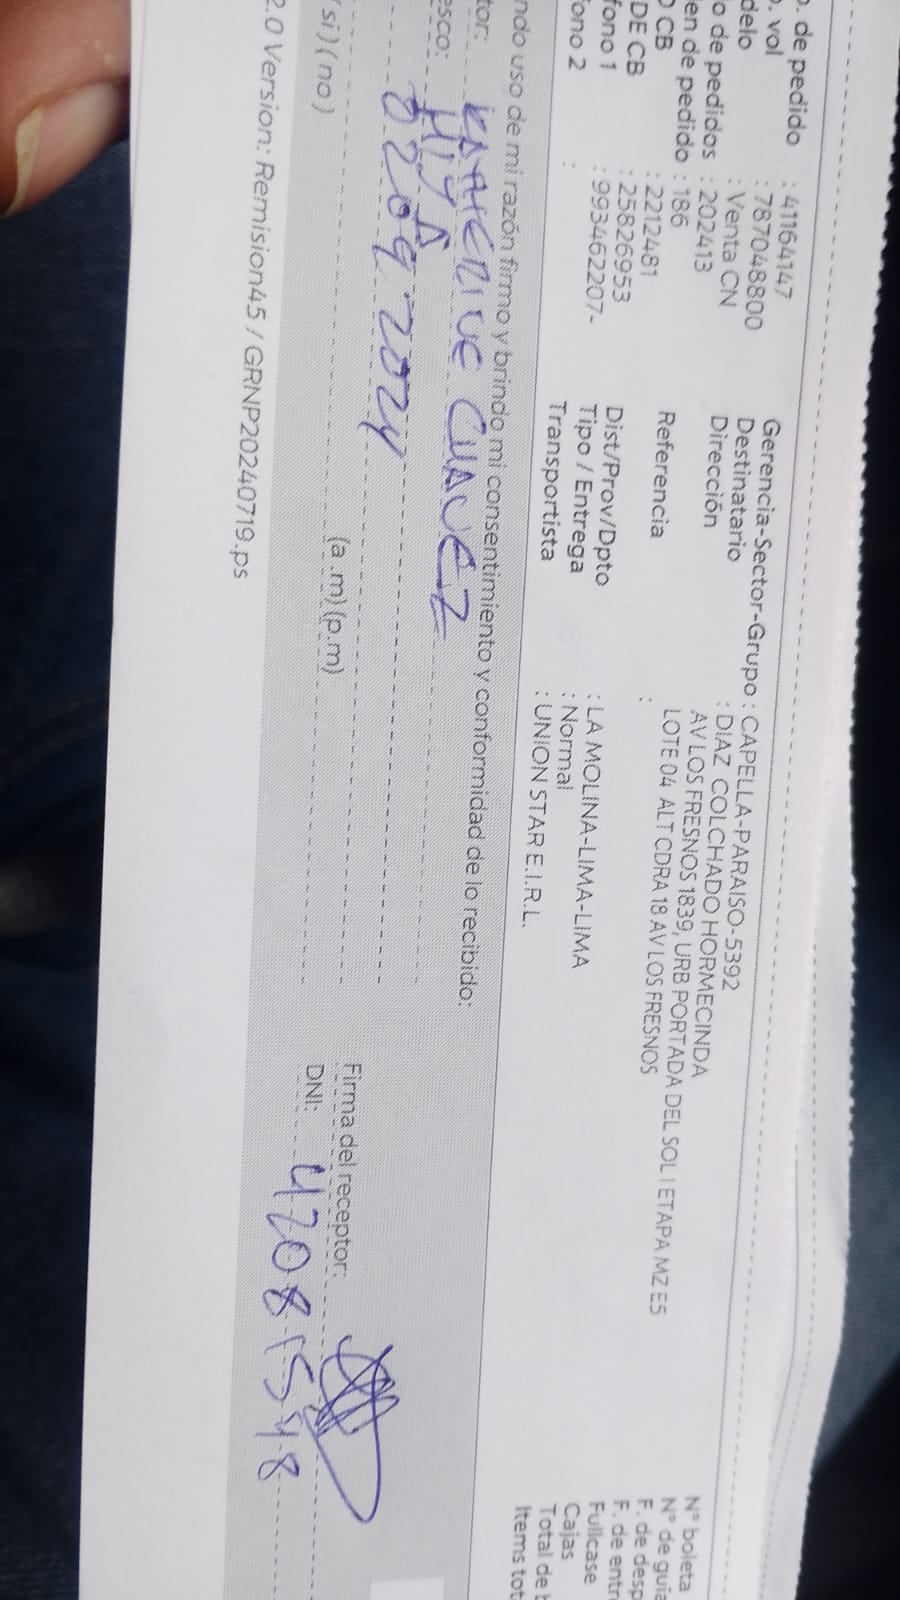 o. de pedido : 41164147
o. vol : 787048800
delo : Venta CN
o de pedidos : 202413
en de pedido : 186
O CB : 2212481
DE CB : 25826953
fono 1 : 993462207-
fono 2 :
Gerencia-Sector-Grupo : CAPELLA-PARAISO-5392
Destinatario : DIAZ COLCHADO HORMECINDA
Dirección : AV LOS FRESNOS 1839, URB PORTADA DEL SOL I ETAPA MZ E5
LOTE 04 ALT CDRA 18 AV LOS FRESNOS
Referencia :
Dist/Prov/Dpto : LA MOLINA-LIMA-LIMA
Tipo / Entrega : Normal
Transportista : UNION STAR E.I.R.L.
N° boleta
N° de guía
F. de desp
F. de entr
Fullcase
Cajas
Total de b
Items tot
ndo uso de mi razón firmo y brindo mi consentimiento y conformidad de lo recibido:
tor: CHAVEZ
esco: HIJA
0209 2024
(a.m)(p.m)
(si)(no)
Firma del receptor:
DNI: 42081548
2.0 Version: Remision45 / GRNP20240719.ps